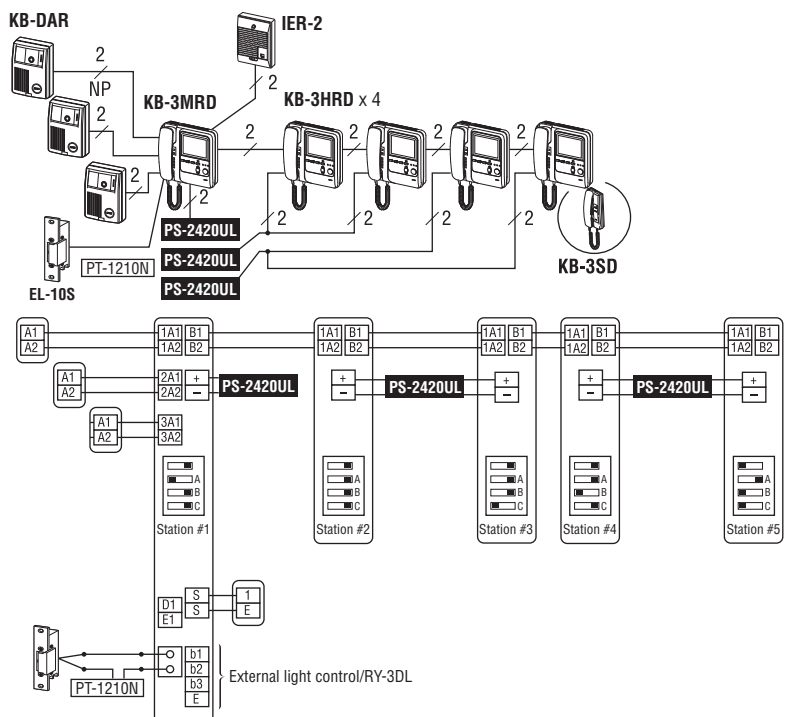 KB-DAR
IER-2
2
NP
2
KB-3MRD
KB-3HRD x 4
2
2
2
2
2
2
2
2
2
2
PS-2420UL
PS-2420UL
PS-2420UL
PT-1210N
EL-10S
KB-3SD
A1 1A1 B1 1A1 B1 1A1 B1 1A1 B1 1A1 B1
A2 1A2 B2 1A2 B2 1A2 B2 1A2 B2 1A2 B2
A1 2A1 + + + + +
A2 2A2 – – – – –
PS-2420UL PS-2420UL PS-2420UL
A1 3A1
A2 3A2
A A A A A
B B B B B
C C C C C
Station #1 Station #2 Station #3 Station #4 Station #5
S 1
D1 S E
E1
b1
b2
b3
E
External light control/RY-3DL
PT-1210N